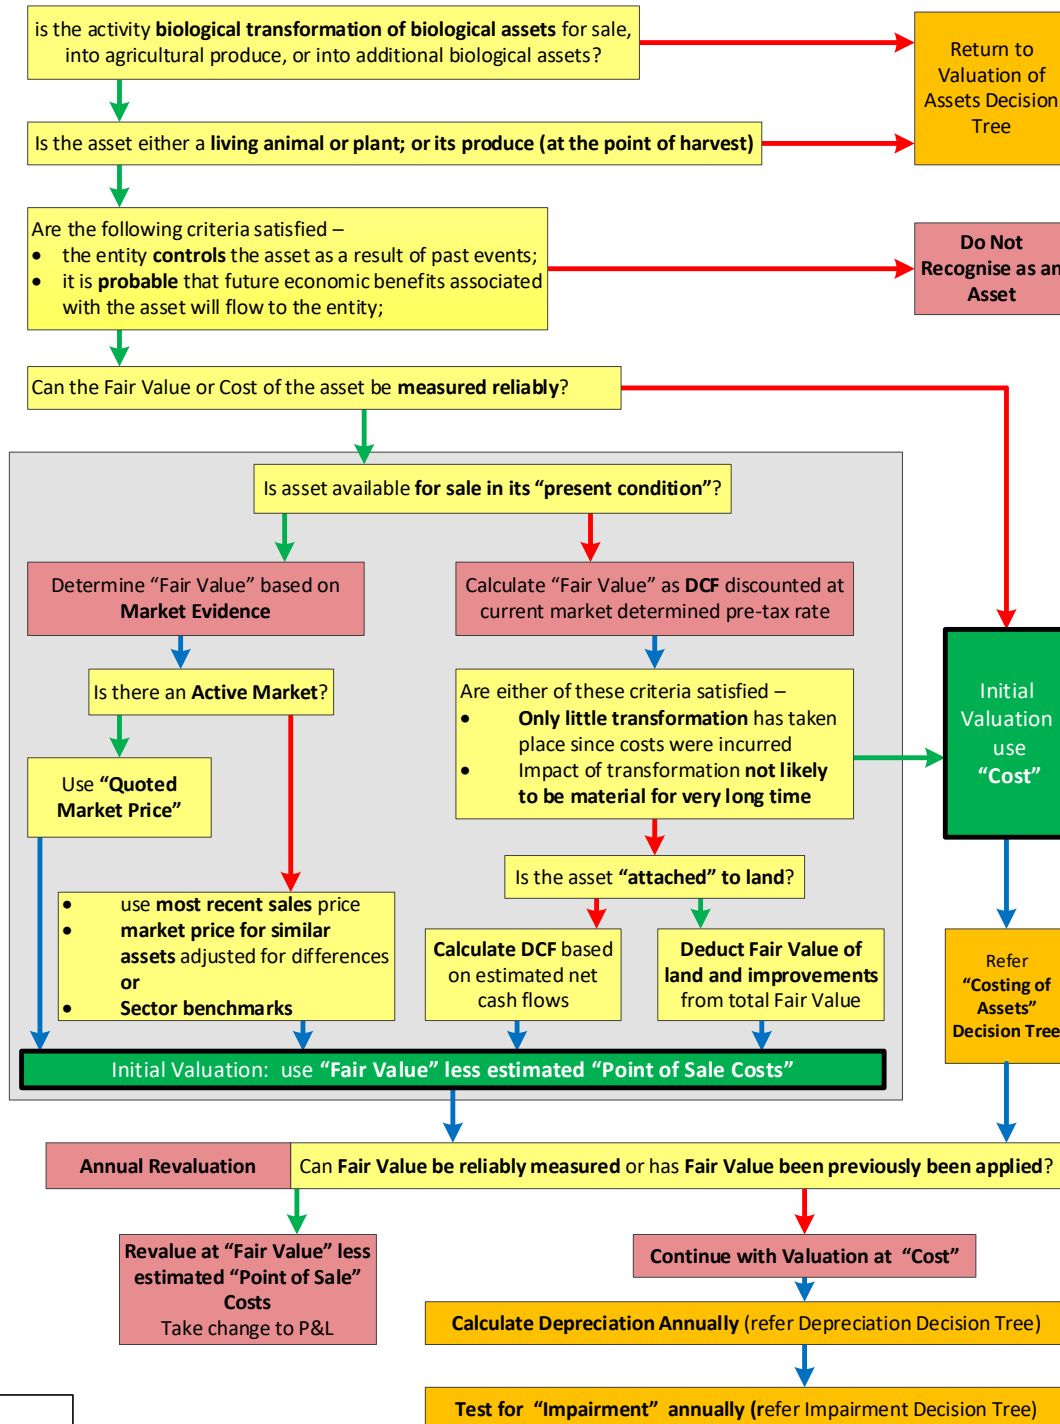 is the activity biological transformation of biological assets for sale,
into agricultural produce, or into additional biological assets?
Return to
Valuation of
Assets Decision
Tree
Is the asset either a living animal or plant; or its produce (at the point of harvest)
Are the following criteria satisfied –
• the entity controls the asset as a result of past events;
• it is probable that future economic benefits associated
with the asset will flow to the entity;
Do Not
Recognise as an
Asset
Can the Fair Value or Cost of the asset be measured reliably?
Is asset available for sale in its “present condition”?
Determine “Fair Value” based on
Market Evidence
Calculate “Fair Value” as DCF discounted at
current market determined pre-tax rate
Is there an Active Market?
Are either of these criteria satisfied –
• Only little transformation has taken
place since costs were incurred
• Impact of transformation not likely
to be material for very long time
Initial
Valuation
use
“Cost”
Use “Quoted
Market Price”
Is the asset “attached” to land?
• use most recent sales price
• market price for similar
assets adjusted for differences
or
• Sector benchmarks
Calculate DCF based
on estimated net
cash flows
Deduct Fair Value of
land and improvements
from total Fair Value
Refer
“Costing of
Assets”
Decision Tree
Initial Valuation: use “Fair Value” less estimated “Point of Sale Costs”
Annual Revaluation
Can Fair Value be reliably measured or has Fair Value been previously been applied?
Revalue at “Fair Value” less
estimated “Point of Sale”
Costs
Take change to P&L
Continue with Valuation at “Cost”
Calculate Depreciation Annually (refer Depreciation Decision Tree)
Test for “Impairment” annually (refer Impairment Decision Tree)